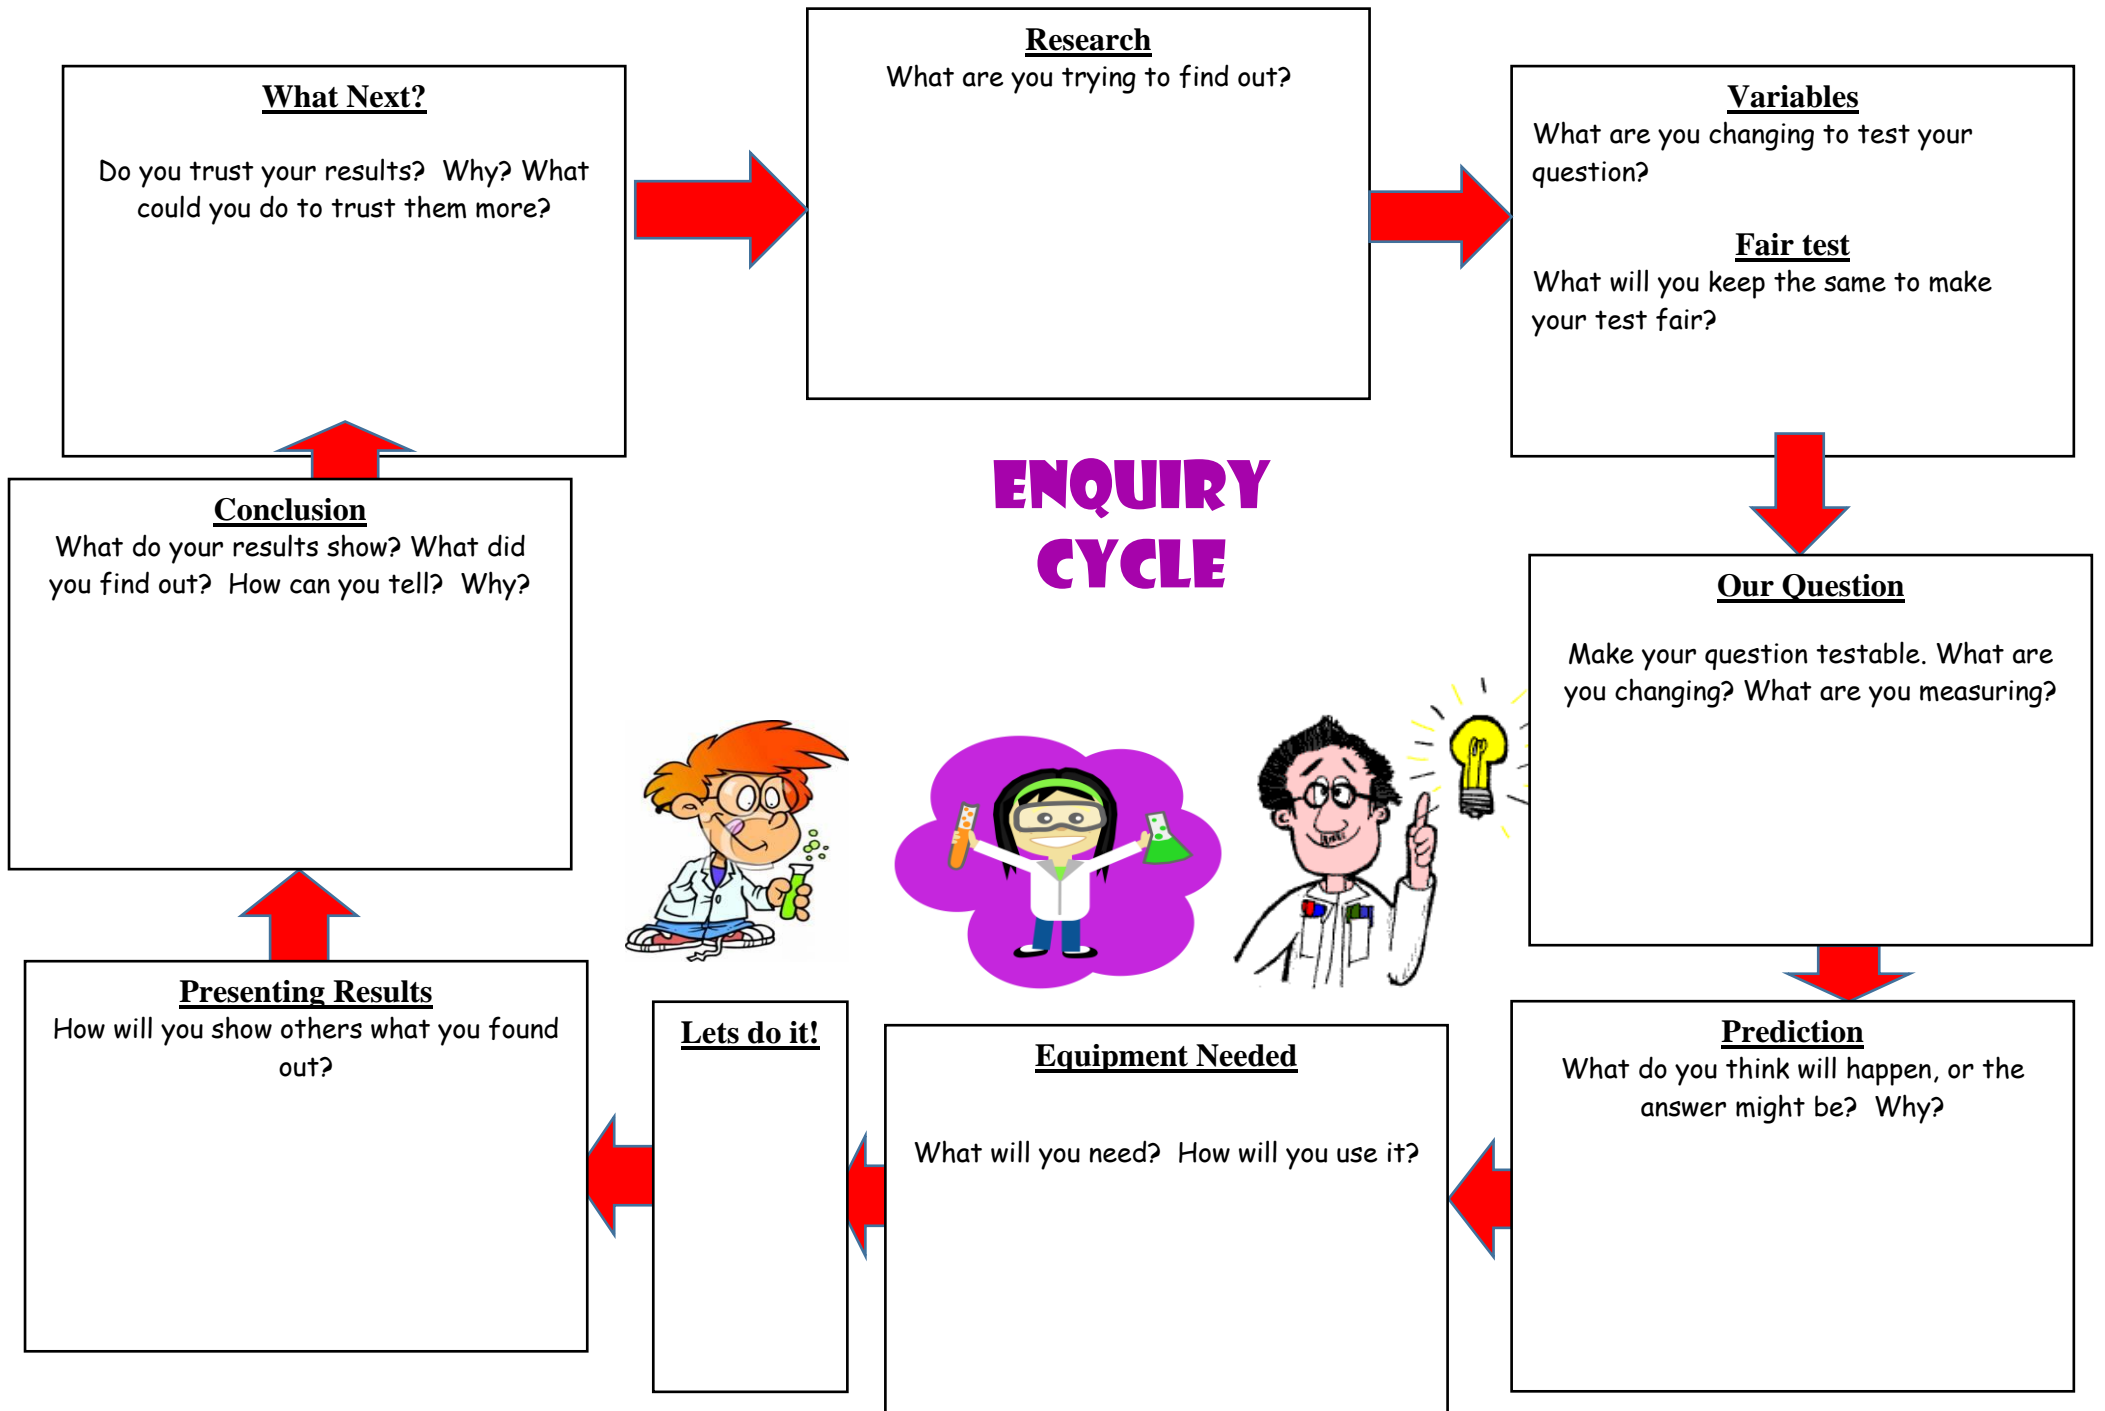 Research
What are you trying to find out?
Variables
What are you changing to test your
question?
Fair test
What will you keep the same to make
your test fair?
Our Question
Make your question testable. What are
you changing? What are you measuring?
Prediction
What do you think will happen, or the
answer might be?  Why?
Equipment Needed
What will you need?  How will you use it?
Lets do it!
Presenting Results
How will you show others what you found
out?
Conclusion
What do your results show? What did
you find out?  How can you tell?  Why?
What Next?
Do you trust your results?  Why? What
could you do to trust them more?
ENQUIRY
CYCLE